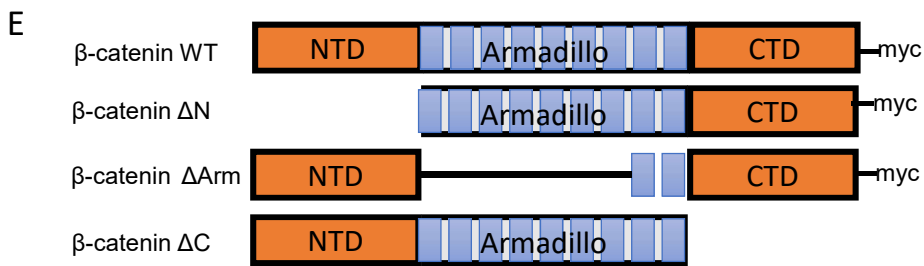 E
β-catenin WT NTD Armadillo CTD myc
β-catenin ΔN Armadillo CTD myc
β-catenin ΔArm NTD CTD myc
β-catenin ΔC NTD Armadillo